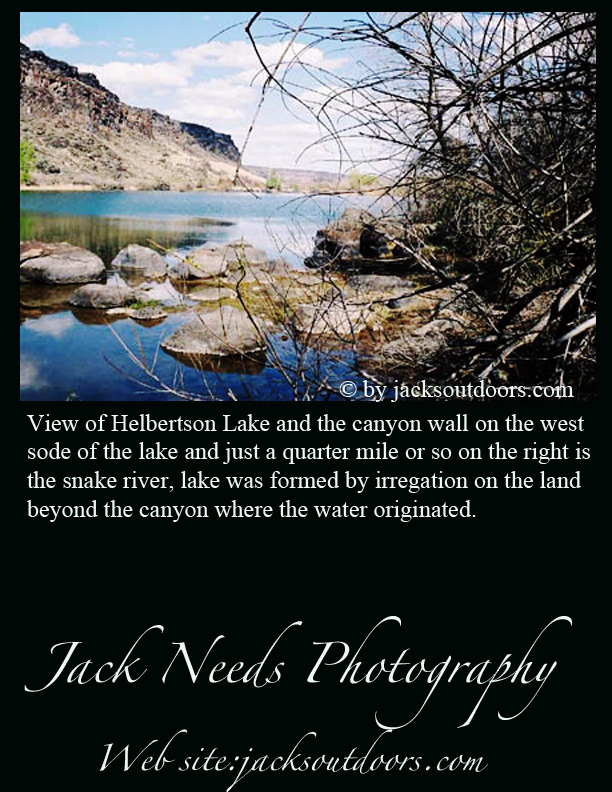 © by jacksoutdoors.com
View of Helbertson Lake and the canyon wall on the west
sode of the lake and just a quarter mile or so on the right is
the snake river, lake was formed by irregation on the land
beyond the canyon where the water originated.
Jack Needs Photography
Web site:jacksoutdoors.com